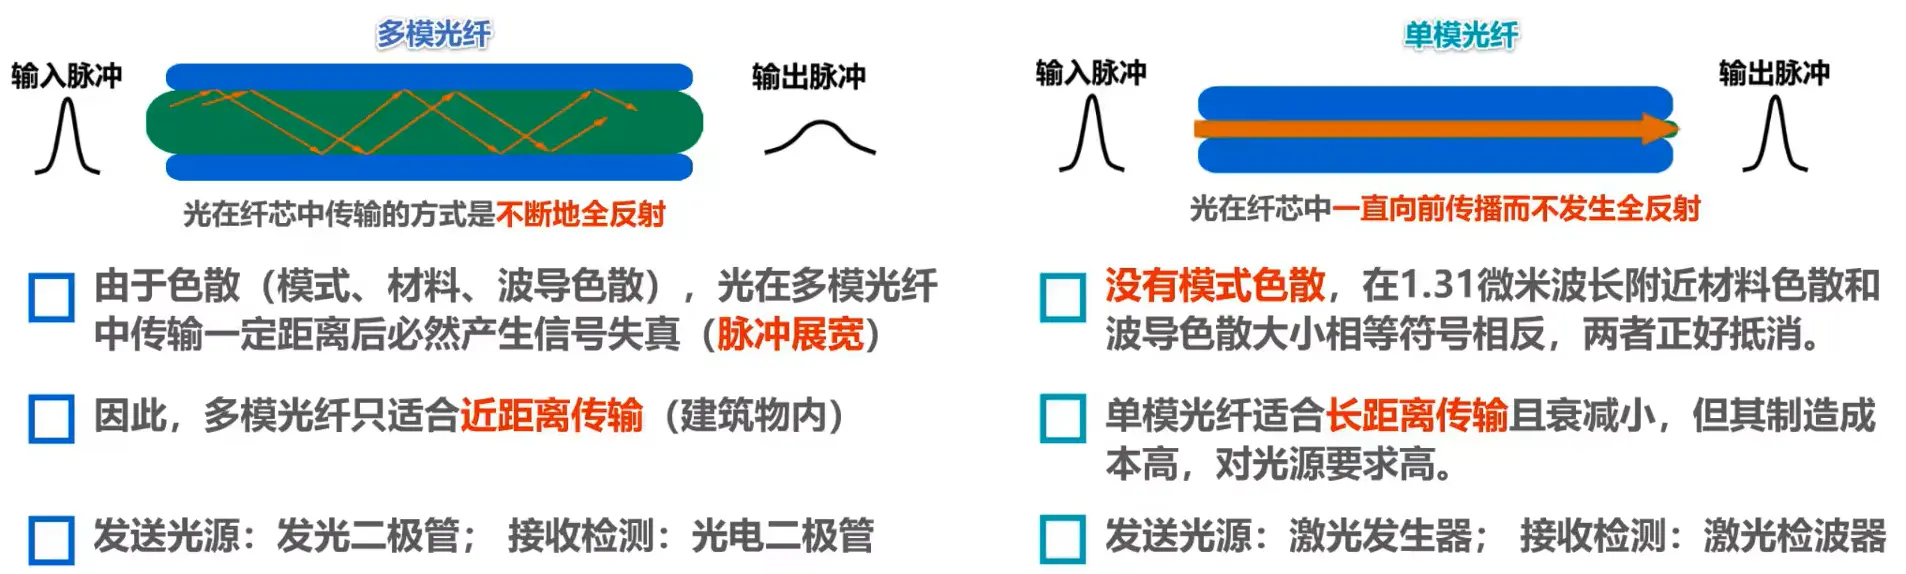 多模光纤
输入脉冲
输出脉冲
光在纤芯中传输的方式是不断地全反射
由于色散（模式、材料、波导色散），光在多模光纤
中传输一定距离后必然产生信号失真（脉冲展宽）
因此，多模光纤只适合近距离传输（建筑物内）
发送光源：发光二极管； 接收检测：光电二极管
单模光纤
输入脉冲
输出脉冲
光在纤芯中一直向前传播而不发生全反射
没有模式色散，在1.31微米波长附近材料色散和
波导色散大小相等符号相反，两者正好抵消。
单模光纤适合长距离传输且衰减小，但其制造成
本高，对光源要求高。
发送光源：激光发生器； 接收检测：激光检波器